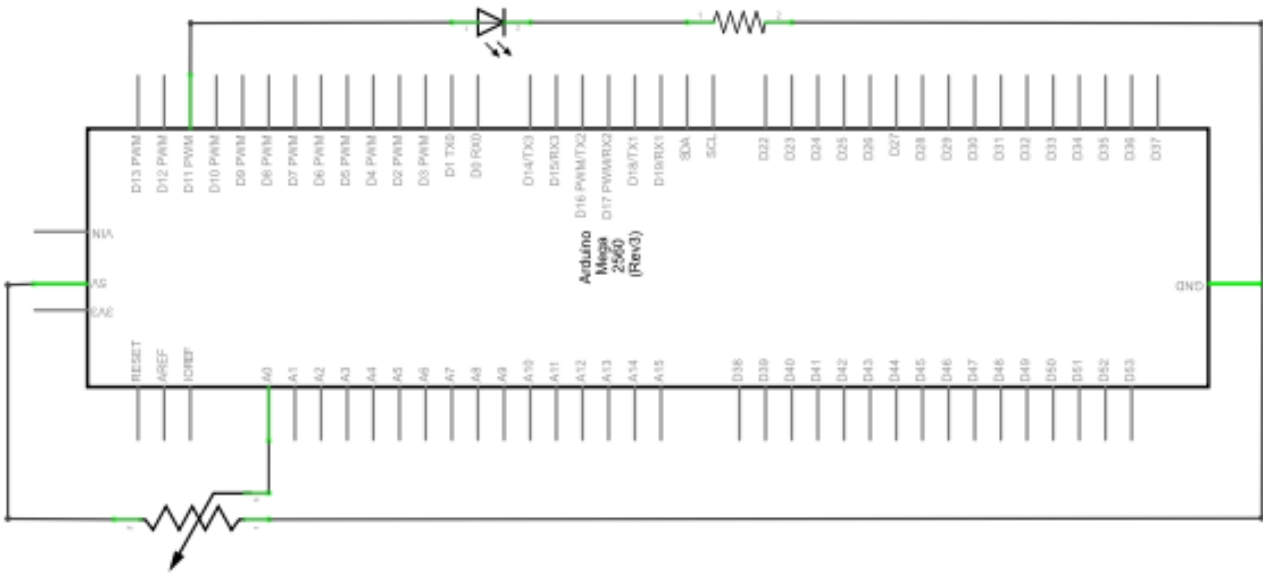 D13 PWM
D12 PWM
D11 PWM
D10 PWM
D9 PWM
D8 PWM
D7 PWM
D6 PWM
D5 PWM
D4 PWM
D2 PWM
D3 PWM
D1 TX0
D0 RX0
D14/TX3
D15/RX3
D16 PWM/TX2
D17 PWM/RX2
D18/TX1
D19/RX1
SDA
SCL
D22
D23
D24
D25
D26
D27
D28
D29
D30
D31
D32
D33
D34
D35
D36
D37
VIN
5V
3V3
Arduino
Mega
2560
(Rev3)
GND
RESET
AREF
IOREF
A0
A1
A2
A3
A4
A5
A6
A7
A8
A9
A10
A11
A12
A13
A14
A15
D38
D39
D40
D41
D42
D43
D44
D45
D46
D47
D48
D49
D50
D51
D52
D53